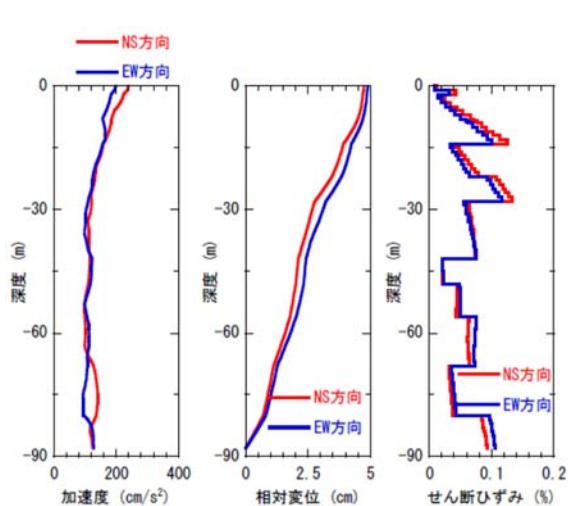 NS方向
EW方向
0
-30
-60
-90
深度 (m)
0 200 400
加速度 (cm/s²)
0
-30
-60
-90
深度 (m)
NS方向
EW方向
0 2.5 5
相対変位 (cm)
0
-30
-60
-90
深度 (m)
NS方向
EW方向
0 0.1 0.2
せん断ひずみ (%)